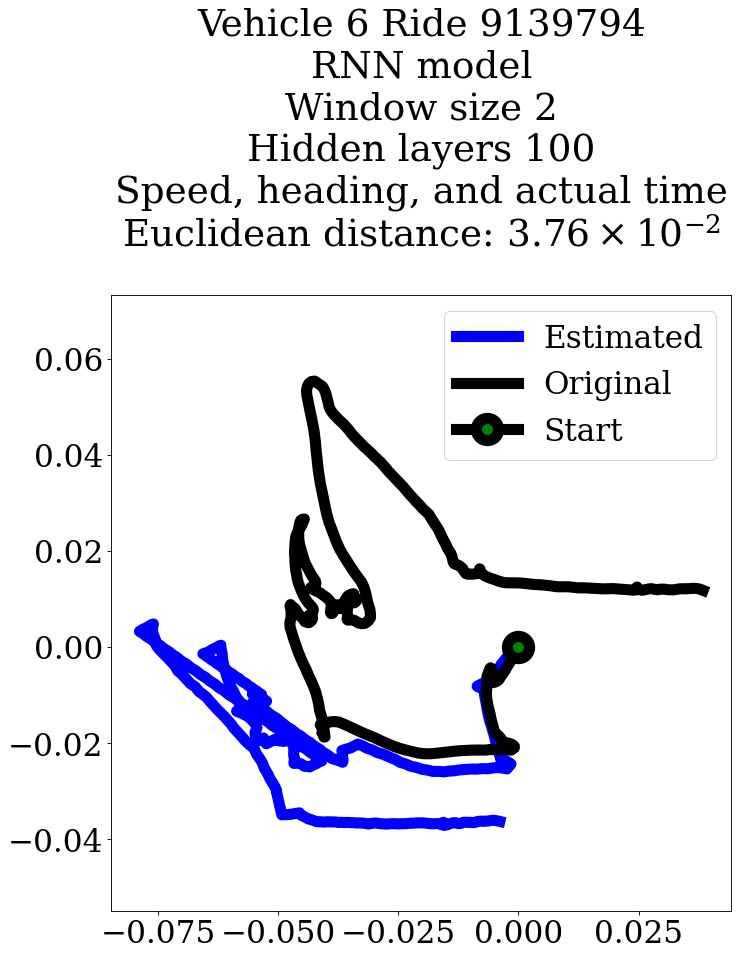 Vehicle 6 Ride 9139794
RNN model
Window size 2
Hidden layers 100
Speed, heading, and actual time
Euclidean distance: 3.76 × 10⁻²
Estimated
Original
Start
0.06
0.04
0.02
0.00
−0.02
−0.04
−0.075 −0.050 −0.025 0.000 0.025